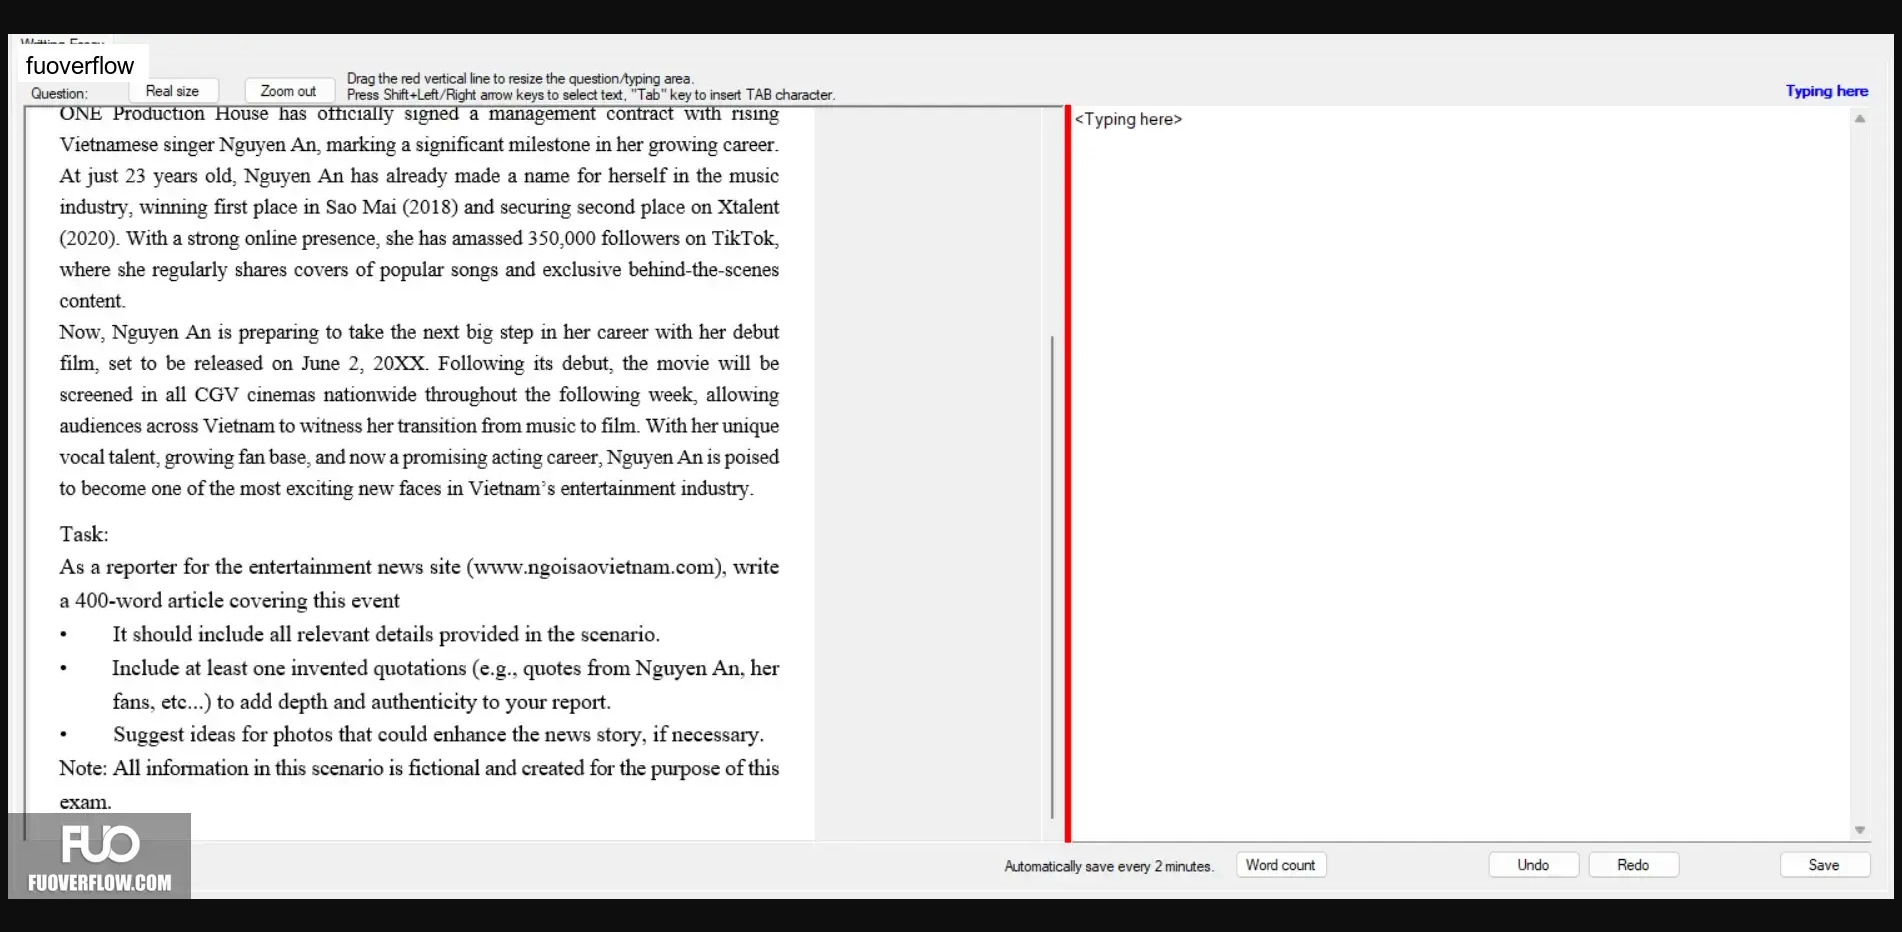 fuoverflow
Question:
Real size
Zoom out
Drag the red vertical line to resize the question/typing area.
Press Shift+Left/Right arrow keys to select text, "Tab" key to insert TAB character.
Typing here
ONE Production House has officially signed a management contract with rising
Vietnamese singer Nguyen An, marking a significant milestone in her growing career.
At just 23 years old, Nguyen An has already made a name for herself in the music
industry, winning first place in Sao Mai (2018) and securing second place on Xtalent
(2020). With a strong online presence, she has amassed 350,000 followers on TikTok,
where she regularly shares covers of popular songs and exclusive behind-the-scenes
content.
Now, Nguyen An is preparing to take the next big step in her career with her debut
film, set to be released on June 2, 20XX. Following its debut, the movie will be
screened in all CGV cinemas nationwide throughout the following week, allowing
audiences across Vietnam to witness her transition from music to film. With her unique
vocal talent, growing fan base, and now a promising acting career, Nguyen An is poised
to become one of the most exciting new faces in Vietnam's entertainment industry.
Task:
As a reporter for the entertainment news site (www.ngoisaovietnam.com), write
a 400-word article covering this event
• It should include all relevant details provided in the scenario.
• Include at least one invented quotations (e.g., quotes from Nguyen An, her
fans, etc...) to add depth and authenticity to your report.
• Suggest ideas for photos that could enhance the news story, if necessary.
Note: All information in this scenario is fictional and created for the purpose of this
exam.
<Typing here>
FUO
FUOVERFLOW.COM
Automatically save every 2 minutes.
Word count
Undo
Redo
Save